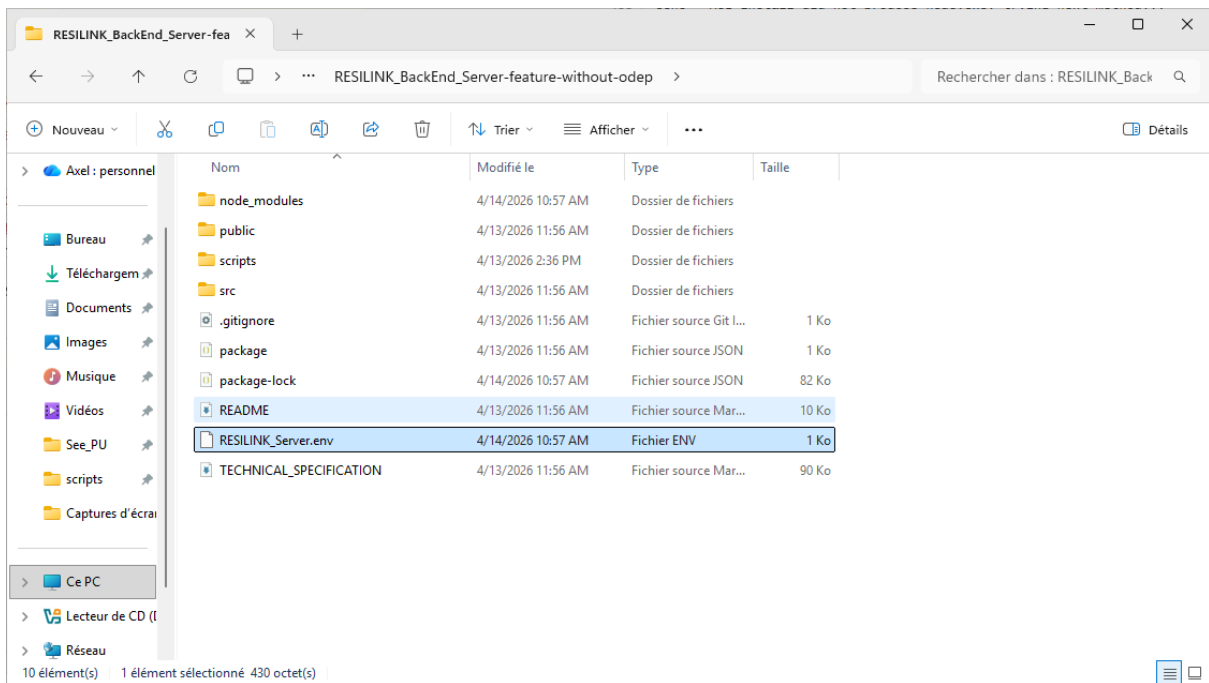 RESILINK_BackEnd_Server-fea
RESILINK_BackEnd_Server-feature-without-odep
Rechercher dans : RESILINK_Back
Nouveau
Trier
Afficher
Détails
Axel : personnel
Bureau
Téléchargem
Documents
Images
Musique
Vidéos
See_PU
scripts
Captures d'écran
Ce PC
Lecteur de CD (D
Réseau
Nom Modifié le Type Taille
node_modules 4/14/2026 10:57 AM Dossier de fichiers
public 4/13/2026 11:56 AM Dossier de fichiers
scripts 4/13/2026 2:36 PM Dossier de fichiers
src 4/13/2026 11:56 AM Dossier de fichiers
.gitignore 4/13/2026 11:56 AM Fichier source Git I... 1 Ko
package 4/13/2026 11:56 AM Fichier source JSON 1 Ko
package-lock 4/14/2026 10:57 AM Fichier source JSON 82 Ko
README 4/13/2026 11:56 AM Fichier source Mar... 10 Ko
RESILINK_Server.env 4/14/2026 10:57 AM Fichier ENV 1 Ko
TECHNICAL_SPECIFICATION 4/13/2026 11:56 AM Fichier source Mar... 90 Ko
10 élément(s) 1 élément sélectionné 430 octet(s)